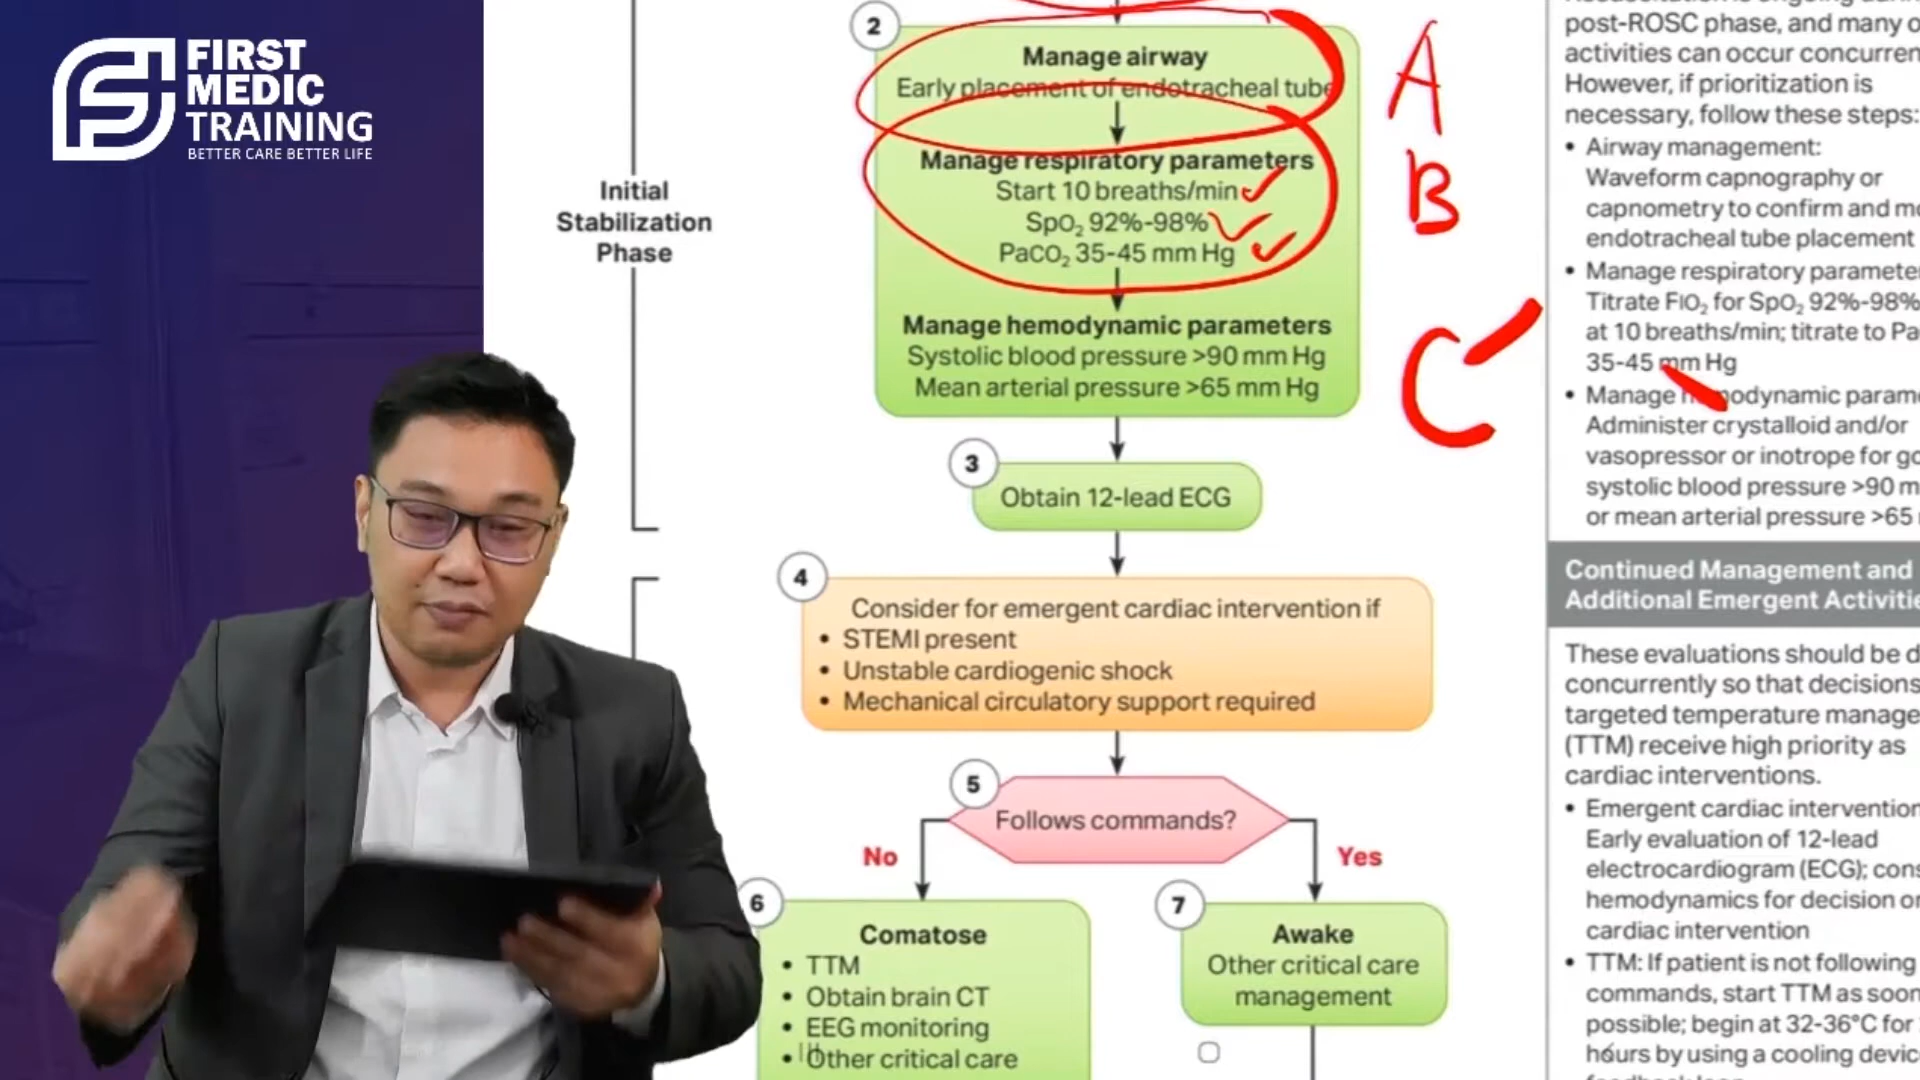 FIRST
MEDIC
TRAINING
BETTER CARE BETTER LIFE
Initial
Stabilization
Phase
2
Manage airway
Early placement of endotracheal tube
Manage respiratory parameters
Start 10 breaths/min
SpO₂ 92%-98%
PaCO₂ 35-45 mm Hg
Manage hemodynamic parameters
Systolic blood pressure >90 mm Hg
Mean arterial pressure >65 mm Hg
A
B
C
3
Obtain 12-lead ECG
4
Consider for emergent cardiac intervention if
• STEMI present
• Unstable cardiogenic shock
• Mechanical circulatory support required
5
Follows commands?
No
Yes
6
Comatose
• TTM
• Obtain brain CT
• EEG monitoring
• Other critical care
7
Awake
Other critical care
management
post-ROSC phase, and many
activities can occur
However, if prioritization is
necessary, follow these steps:
• Airway management:
Waveform capnography or
capnometry to confirm and
endotracheal tube placement
• Manage respiratory
Titrate FIO₂ for SpO₂ 92%-98%
at 10 breaths/min; titrate to
35-45 mm Hg
• Manage
Administer crystalloid and/or
vasopressor or inotrope for
systolic blood pressure >90
or mean arterial pressure >65
Continued Management and
Additional Emergent
These evaluations should be
concurrently so that decisions
targeted temperature
(TTM) receive high priority as
cardiac interventions.
• Emergent cardiac
Early evaluation of 12-lead
electrocardiogram (ECG);
hemodynamics for decision
cardiac intervention
• TTM: If patient is not following
commands, start TTM as soon
possible; begin at 32-36°C for
hours by using a cooling